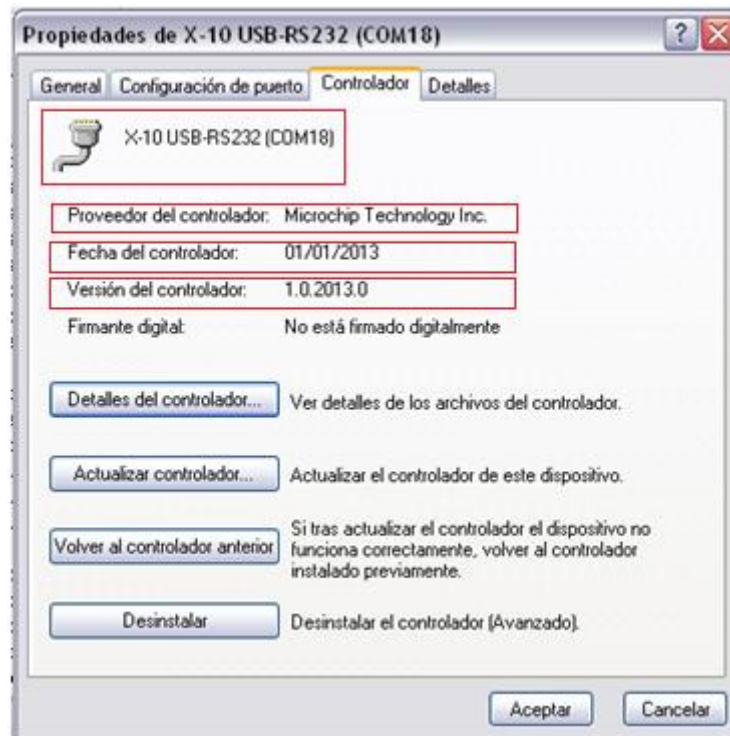 Propiedades de X-10 USB-RS232 (COM18)
General Configuración de puerto Controlador Detalles
X-10 USB-RS232 (COM18)
Proveedor del controlador: Microchip Technology Inc.
Fecha del controlador: 01/01/2013
Versión del controlador: 1.0.2013.0
Firmante digital: No está firmado digitalmente
Detalles del controlador... Ver detalles de los archivos del controlador.
Actualizar controlador... Actualizar el controlador de este dispositivo.
Volver al controlador anterior
Si tras actualizar el controlador el dispositivo no
funciona correctamente, volver al controlador
instalado previamente.
Desinstalar Desinstalar el controlador (Avanzado).
Aceptar Cancelar